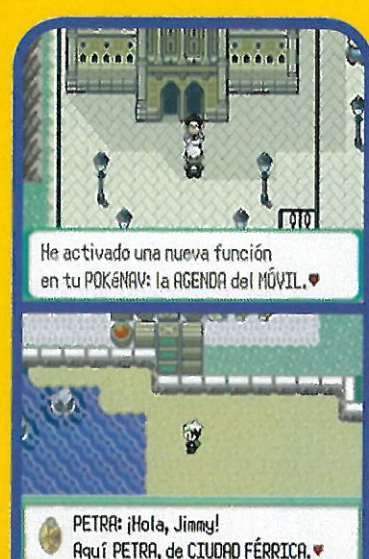 He activado una nueva función
en tu POKéNAV: la AGENDA del MÓVIL.
PETRA: ¡Hola, Jimmy!
Aquí PETRA, de CIUDAD FÉRRICA.